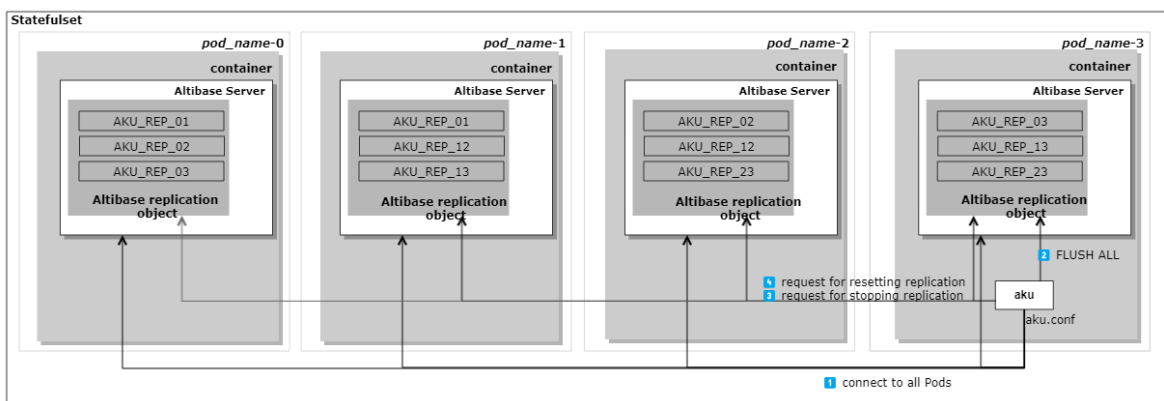 Statefulset
pod_name-0
container
Altibase Server
AKU_REP_01
AKU_REP_02
AKU_REP_03
Altibase replication
object
pod_name-1
container
Altibase Server
AKU_REP_01
AKU_REP_12
AKU_REP_13
Altibase replication
object
pod_name-2
container
Altibase Server
AKU_REP_02
AKU_REP_12
AKU_REP_23
Altibase replication
object
pod_name-3
container
Altibase Server
AKU_REP_03
AKU_REP_13
AKU_REP_23
Altibase replication
object
2 FLUSH ALL
4 request for resetting replication
3 request for stopping replication
aku
aku.conf
1 connect to all Pods